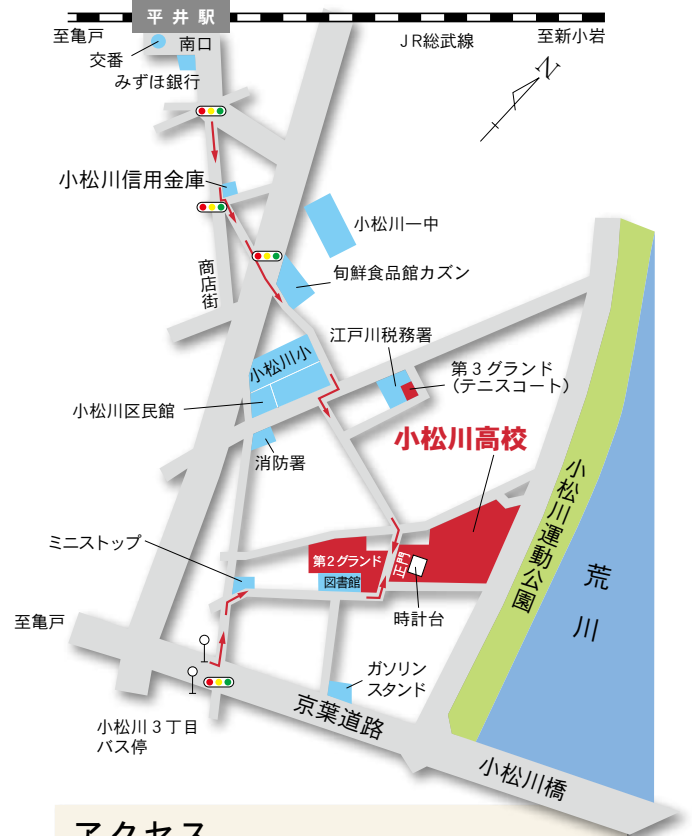 平井駅
至亀戸
南口
JR総武線
至新小岩
交番
みずほ銀行
N
小松川信用金庫
小松川一中
商店街
旬鮮食品館カズン
江戸川税務署
小松川小
第3グランド
(テニスコート)
小松川区民館
小松川高校
消防署
小松川運動公園
ミニストップ
第2グランド
正門
図書館
荒川
時計台
至亀戸
ガソリン
スタンド
京葉道路
小松川3丁目
バス停
小松川橋
アクセス